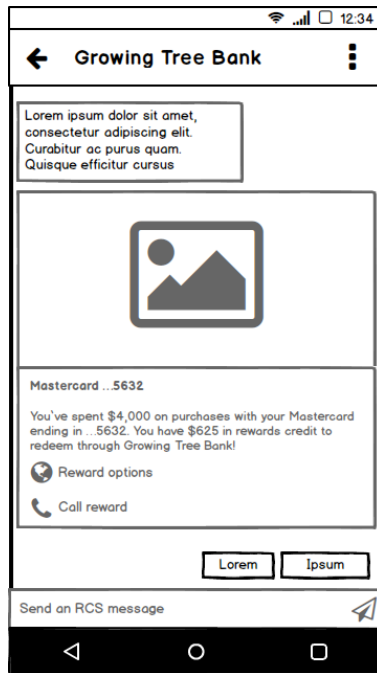 12:34
Growing Tree Bank
Lorem ipsum dolor sit amet,
consectetur adipiscing elit.
Curabitur ac purus quam.
Quisque efficitur cursus
Mastercard ...5632
You've spent $4,000 on purchases with your Mastercard
ending in ...5632. You have $625 in rewards credit to
redeem through Growing Tree Bank!
Reward options
Call reward
Lorem
Ipsum
Send an RCS message